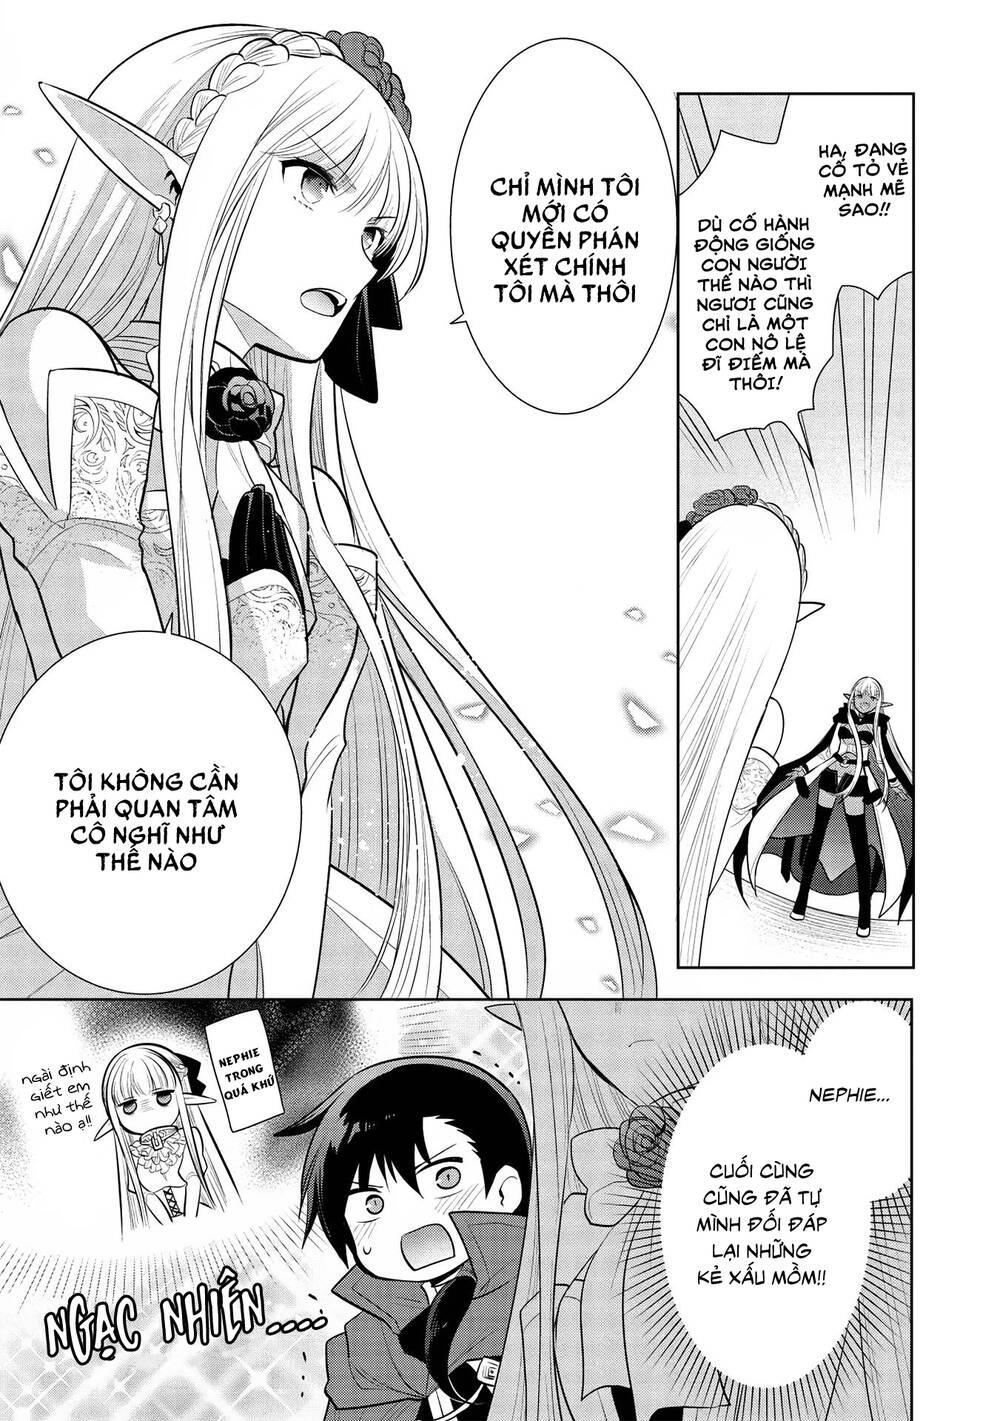 HA, ĐANG
CỐ TỎ VẺ
MẠNH MẼ
SAO!!
DÙ CỐ HÀNH
ĐỘNG GIỐNG
CON NGƯỜI
THẾ NÀO THÌ
NGƯƠI CŨNG
CHỈ LÀ MỘT
CON NÔ LỆ
ĐĨ ĐIẾM MÀ
THÔI!
CHỈ MÌNH TÔI
MỚI CÓ
QUYỀN PHÁN
XÉT CHÍNH
TÔI MÀ THÔI
TÔI KHÔNG CẦN
PHẢI QUAN TÂM
CÔ NGHĨ NHƯ
THẾ NÀO
NEPHIE...
CUỐI CÙNG
CŨNG ĐÃ TỰ
MÌNH ĐỐI ĐÁP
LẠI NHỮNG
KẺ XẤU MỒM!!
NEPHIE
TRONG
QUÁ KHỨ
NGÀI ĐỊNH
GIẾT EM
NHƯ THẾ
NÀO Ạ!!
NGẠC NHIÊN....